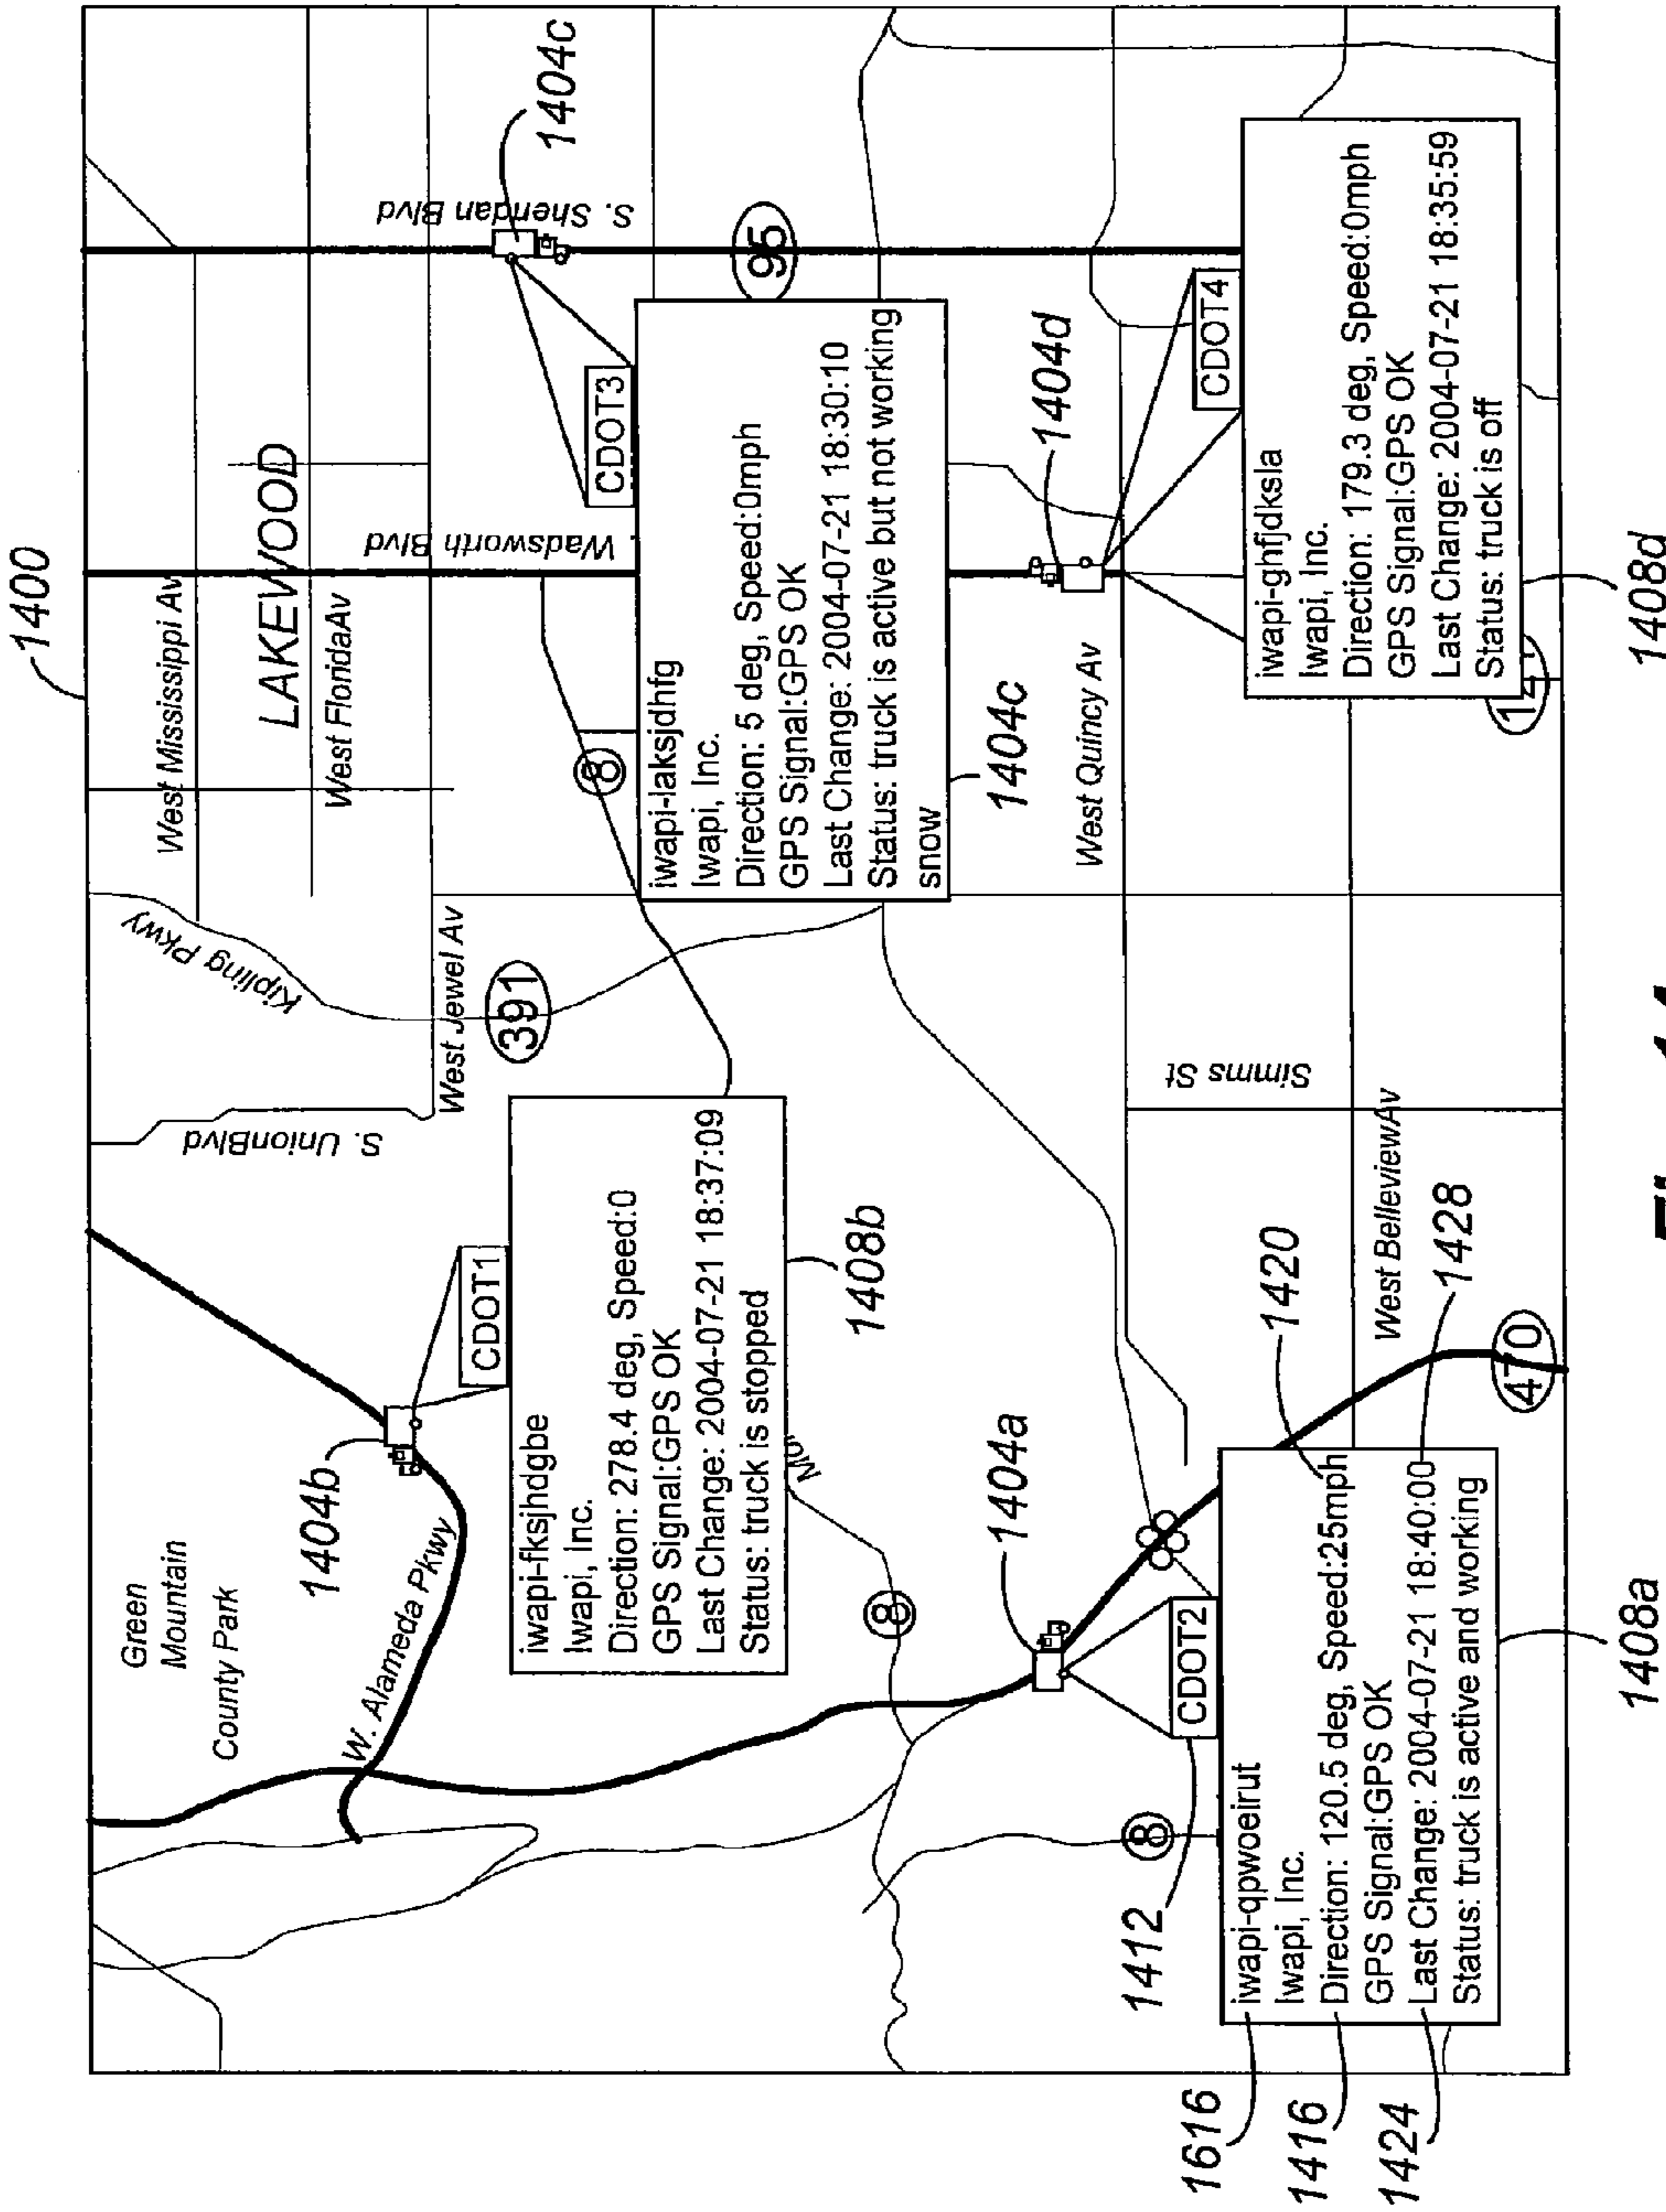 1400
West Mississippi Av
LAKEWOOD
West FloridaAv
Kipling Pkwy
S. UnionBlvd
West Jewel Av
391
8
Wadsworth Blvd
S. Sheridan Blvd
1404c
95
Green
Mountain
County Park
W. Alameda Pkwy
1404b
CDOT1
iwapi-fksjhdgbe
Iwapi, Inc.
Direction: 278.4 deg, Speed:0
GPS Signal:GPS OK
Last Change: 2004-07-21 18:37:09
Status: truck is stopped
1408b
CDOT3
iwapi-laksjdhfg
Iwapi, Inc.
Direction: 5 deg, Speed:0mph
GPS Signal:GPS OK
Last Change: 2004-07-21 18:30:10
Status: truck is active but not working
snow
1404c
1404d
West Quincy Av
8
1404a
8
1412
CDOT2
1616
iwapi-qpwoeirut
Iwapi, Inc.
1416
Direction: 120.5 deg, Speed:25mph
1420
GPS Signal:GPS OK
1424
Last Change: 2004-07-21 18:40:00
1428
Status: truck is active and working
1408a
Simms St
West BelleviewAv
470
CDOT4
iwapi-ghfjdksla
Iwapi, Inc.
Direction: 179.3 deg, Speed:0mph
GPS Signal:GPS OK
Last Change: 2004-07-21 18:35:59
Status: truck is off
1408d